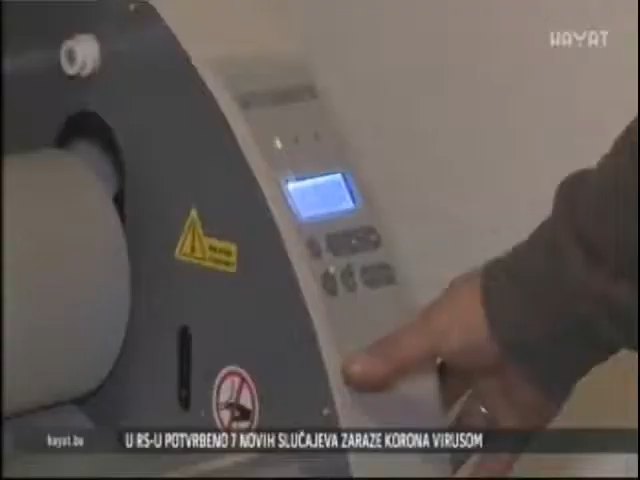 HAYAT
hayat.ba
U RS-U POTVRĐENO 7 NOVIH SLUČAJEVA ZARAZE KORONA VIRUSOM